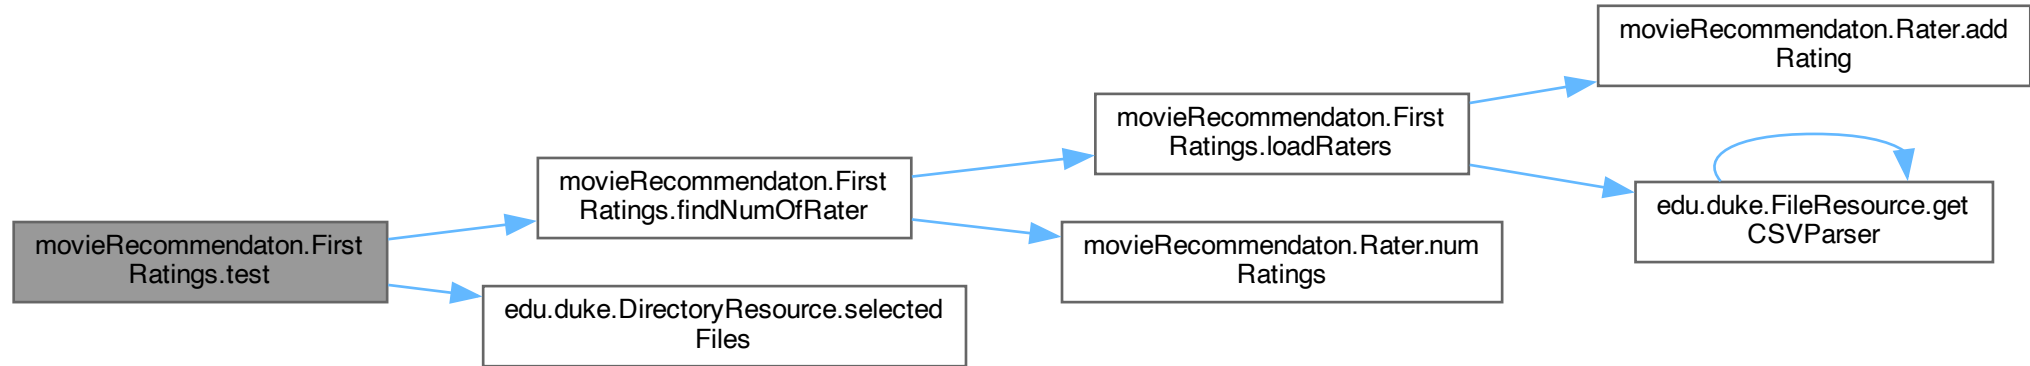 movieRecommendaton.First
Ratings.test
movieRecommendaton.First
Ratings.findNumOfRater
edu.duke.DirectoryResource.selected
Files
movieRecommendaton.First
Ratings.loadRaters
movieRecommendaton.Rater.num
Ratings
movieRecommendaton.Rater.add
Rating
edu.duke.FileResource.get
CSVParser